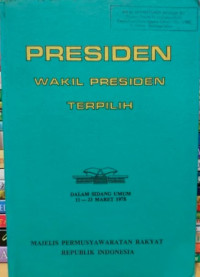 PRESIDEN
WAKIL PRESIDEN
TERPILIH
DALAM SIDANG UMUM
11 — 23 MARET 1978
MAJELIS PERMUSYAWARATAN RAKYAT
REPUBLIK INDONESIA